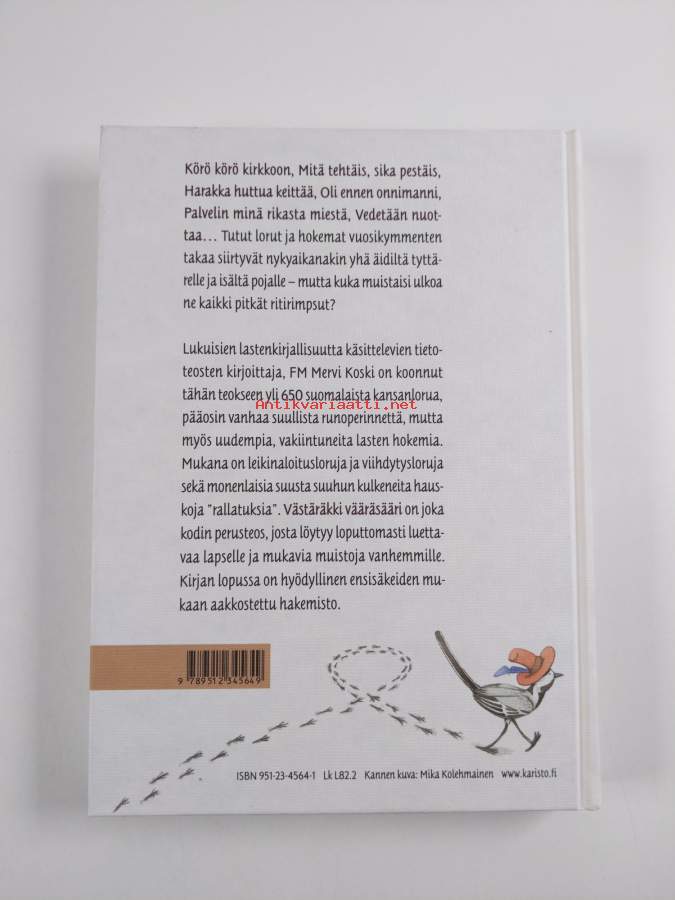 Körö körö kirkkoon, Mitä tehtäis, sika pestäis,
Harakka huttua keittää, Oli ennen onnimanni,
Palvelin minä rikasta miestä, Vedetään nuot-
taa... Tutut lorut ja hokemat vuosikymmenten
takaa siirtyvät nykyaikanakin yhä äidiltä tyttä-
relle ja isältä pojalle – mutta kuka muistaisi ulkoa
ne kaikki pitkät ritirimpsut?
Lukuisien lastenkirjallisuutta käsittelevien tieto-
teosten kirjoittaja, FM Mervi Koski on koonnut
tähän teokseen yli 650 suomalaista kansanlorua,
Antikvariaatti.net
pääosin vanhaa suullista runoperinnettä, mutta
myös uudempia, vakiintuneita lasten hokemia.
Mukana on leikinaloitusloruja ja viihdytysloruja
sekä monenlaisia suusta suuhun kulkeneita haus-
koja "rallatuksia". Västäräkki vääräsääri on joka
kodin perusteos, josta löytyy loputtomasti luetta-
vaa lapselle ja mukavia muistoja vanhemmille.
Kirjan lopussa on hyödyllinen ensisäkeiden mu-
kaan aakkostettu hakemisto.
9 789512 345649
ISBN 951-23-4564-1 Lk L82.2 Kannen kuva: Mika Kolehmainen www.karisto.fi